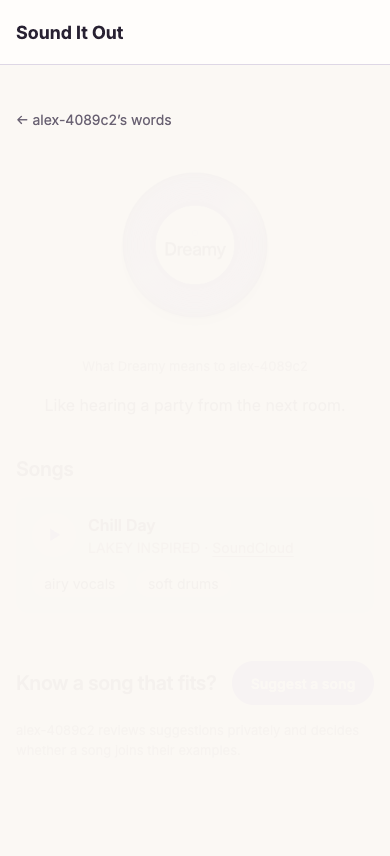 Sound It Out
← alex-4089c2's words
Dreamy
What Dreamy means to alex-4089c2?
Like hearing a party from the next room.
Songs
Chill Day
LAKEY INSPIRED · SoundCloud
airy vocals soft drums
Know a song that fits? Suggest a song
alex-4089c2 reviews suggestions privately and decides
whether a song joins their examples.